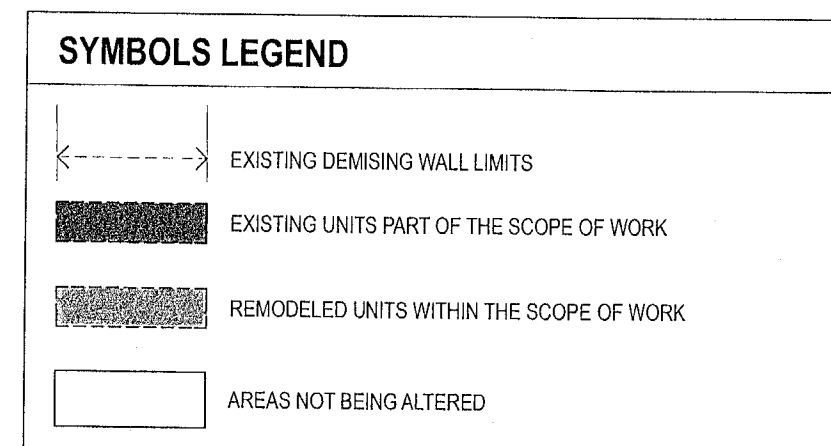 SYMBOLS LEGEND
EXISTING DEMISING WALL LIMITS
EXISTING UNITS PART OF THE SCOPE OF WORK
REMODELED UNITS WITHIN THE SCOPE OF WORK
AREAS NOT BEING ALTERED